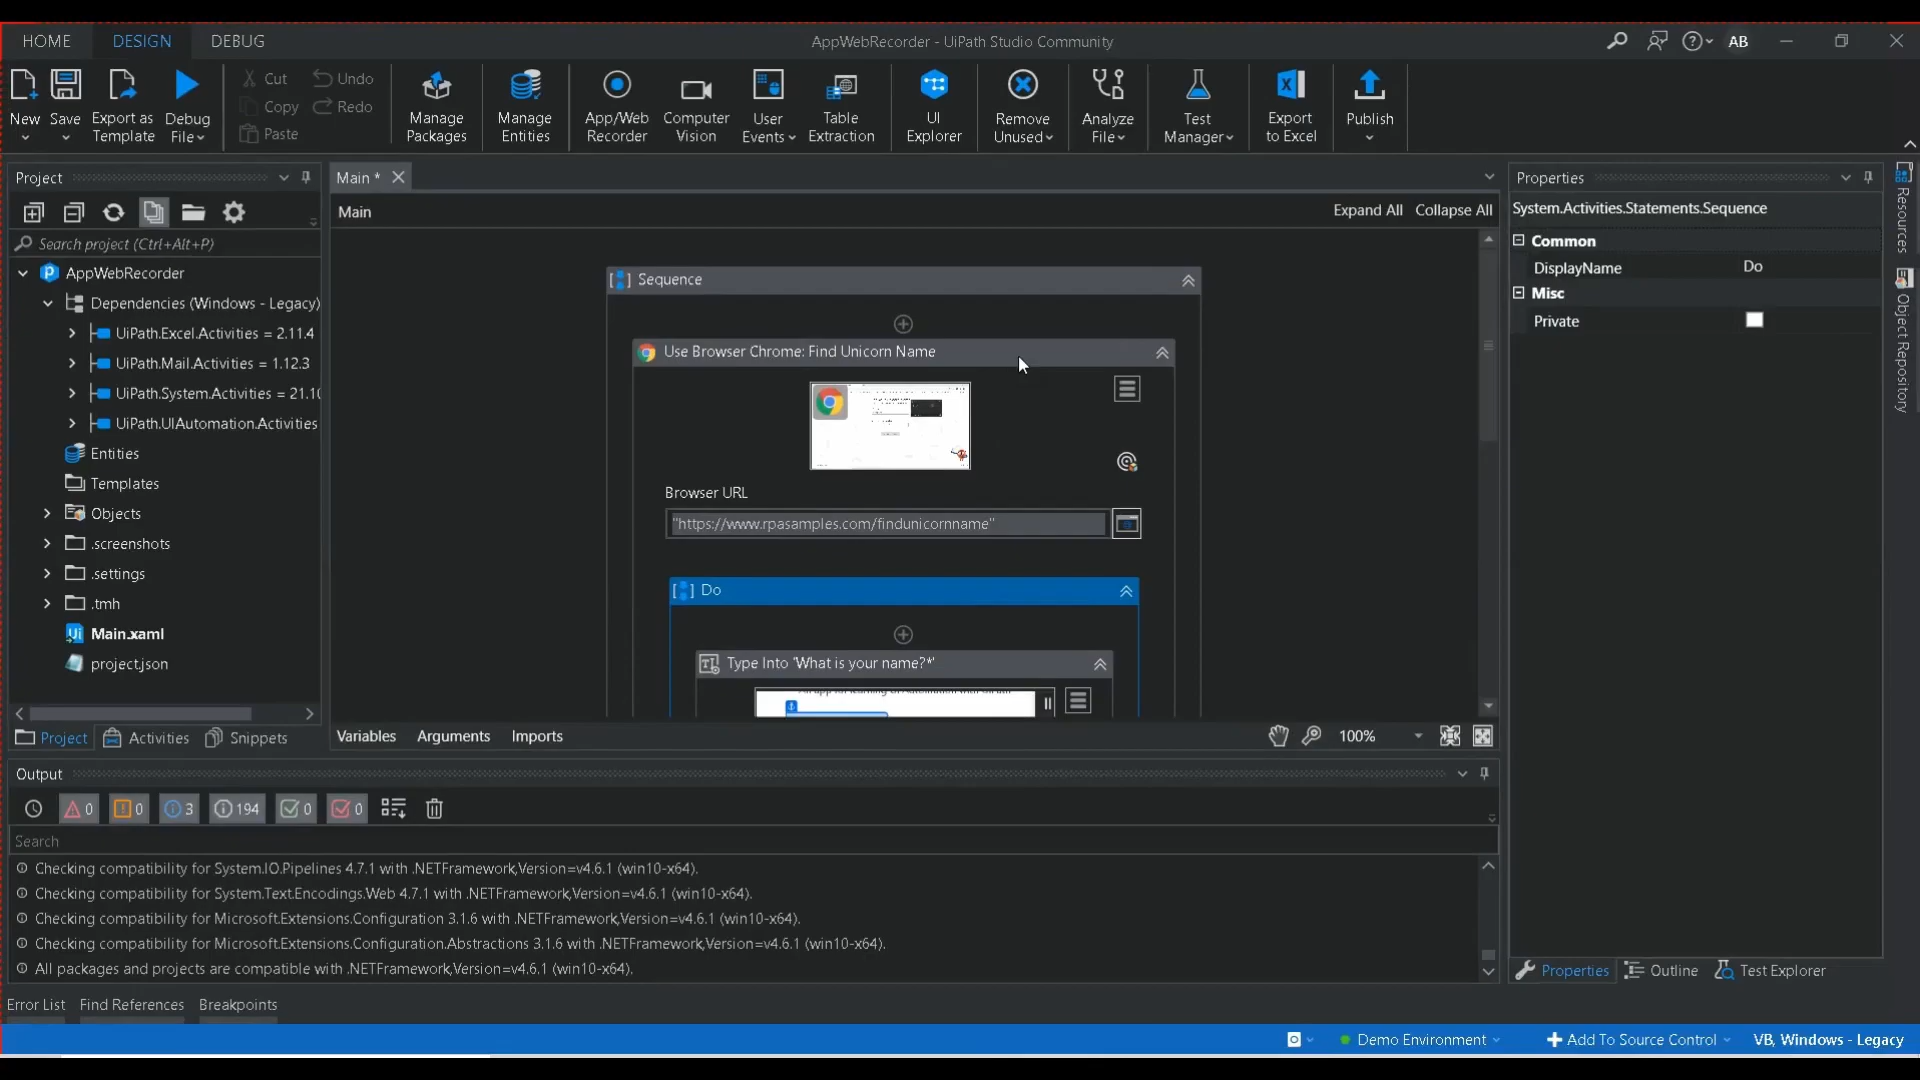 HOME DESIGN DEBUG AppWebRecorder - UiPath Studio Community AB
New Save Export as Template Debug File Cut Copy Paste Undo Redo Manage Packages Manage Entities App/Web Recorder Computer Vision User Events Table Extraction UI Explorer Remove Unused Analyze File Test Manager Export to Excel Publish
Project
Search project (Ctrl+Alt+P)
AppWebRecorder
Dependencies (Windows - Legacy)
UiPath.Excel.Activities = 2.11.4
UiPath.Mail.Activities = 1.12.3
UiPath.System.Activities = 21.10
UiPath.UIAutomation.Activities
Entities
Templates
Objects
.screenshots
.settings
.tmh
Main.xaml
project.json
Project Activities Snippets
Main *
Main Expand All Collapse All
Sequence
Use Browser Chrome: Find Unicorn Name
Browser URL
"https://www.rpasamples.com/findunicornname"
Do
Type Into 'What is your name?*'
Variables Arguments Imports 100%
Properties
System.Activities.Statements.Sequence
Common
DisplayName Do
Misc
Private
Resources
Object Repository
Properties Outline Test Explorer
Output
0 0 3 194 0 0
Search
Checking compatibility for System.IO.Pipelines 4.7.1 with .NETFramework,Version=v4.6.1 (win10-x64).
Checking compatibility for System.Text.Encodings.Web 4.7.1 with .NETFramework,Version=v4.6.1 (win10-x64).
Checking compatibility for Microsoft.Extensions.Configuration 3.1.6 with .NETFramework,Version=v4.6.1 (win10-x64).
Checking compatibility for Microsoft.Extensions.Configuration.Abstractions 3.1.6 with .NETFramework,Version=v4.6.1 (win10-x64).
All packages and projects are compatible with .NETFramework,Version=v4.6.1 (win10-x64).
Error List Find References Breakpoints
Demo Environment Add To Source Control VB, Windows - Legacy